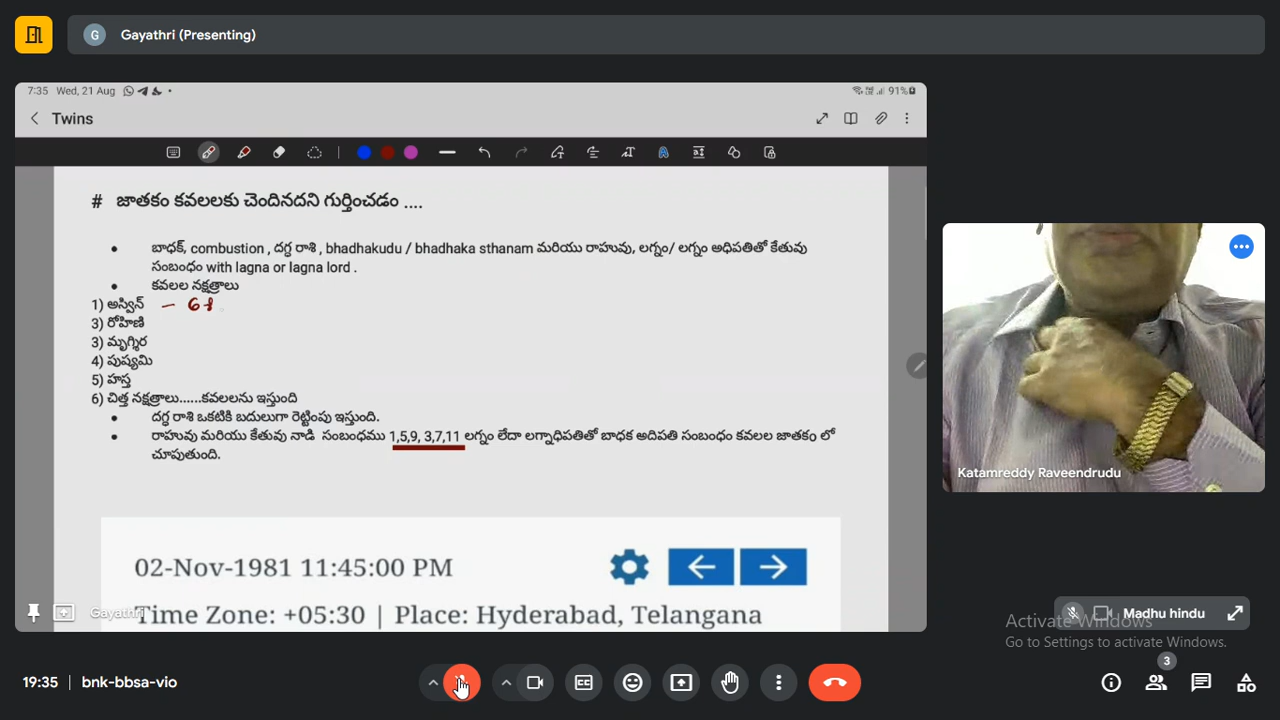 G Gayathri (Presenting)
7:35 Wed, 21 Aug 91%
Twins
# జాతకం కవలలకు చెందినదని గుర్తించడం ....
• బాధక్, combustion , దగ్ధ రాశి , bhadhakudu / bhadhaka sthanam మరియు రాహువు, లగ్నం/ లగ్నం అధిపతితో కేతువు
సంబంధం with lagna or lagna lord .
• కవలల నక్షత్రాలు
1) అస్విన్
3) రోహిణి
3) మృగ్శిర
4) పుష్యమి
5) హస్త
6) చిత్త నక్షత్రాలు......కవలలను ఇస్తుంది
• దగ్ధ రాశి ఒకటికి బదులుగా రెట్టింపు ఇస్తుంది.
• రాహువు మరియు కేతువు నాడి సంబంధము 1,5,9, 3,7,11 లగ్నం లేదా లగ్నాధిపతితో బాధక అదిపతి సంబంధం కవలల జాతకం లో
చూపుతుంది.
02-Nov-1981 11:45:00 PM
Time Zone: +05:30 | Place: Hyderabad, Telangana
Gayathri
Katamreddy Raveendrudu
Madhu hindu
Activate Windows
Go to Settings to activate Windows.
19:35 | bnk-bbsa-vio
3